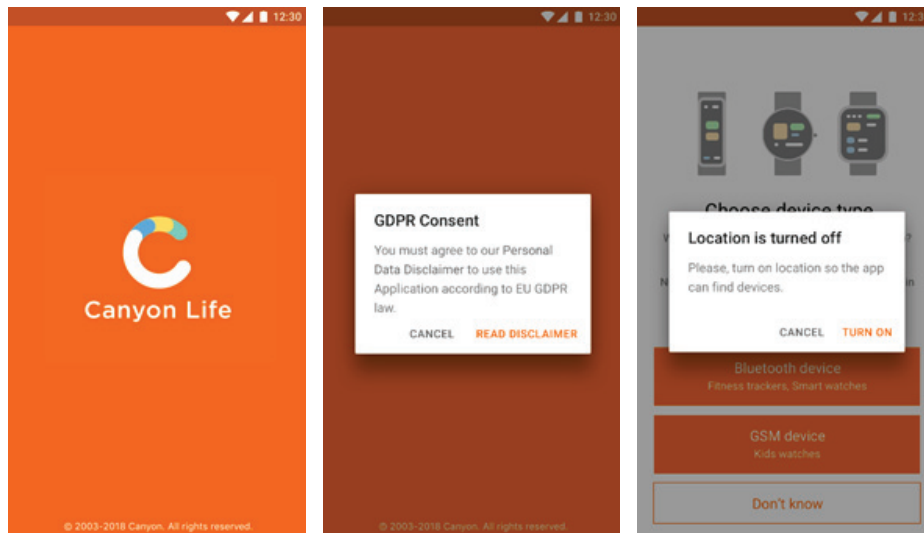 12:30
Canyon Life
© 2003-2018 Canyon. All rights reserved.
12:30
GDPR Consent
You must agree to our Personal
Data Disclaimer to use this
Application according to EU GDPR
law.
CANCEL READ DISCLAIMER
© 2003-2018 Canyon. All rights reserved.
12:3
Choose device type
Location is turned off
Please, turn on location so the app
can find devices.
CANCEL TURN ON
Bluetooth device
Fitness trackers, Smart watches
GSM device
Kids watches
Don't know